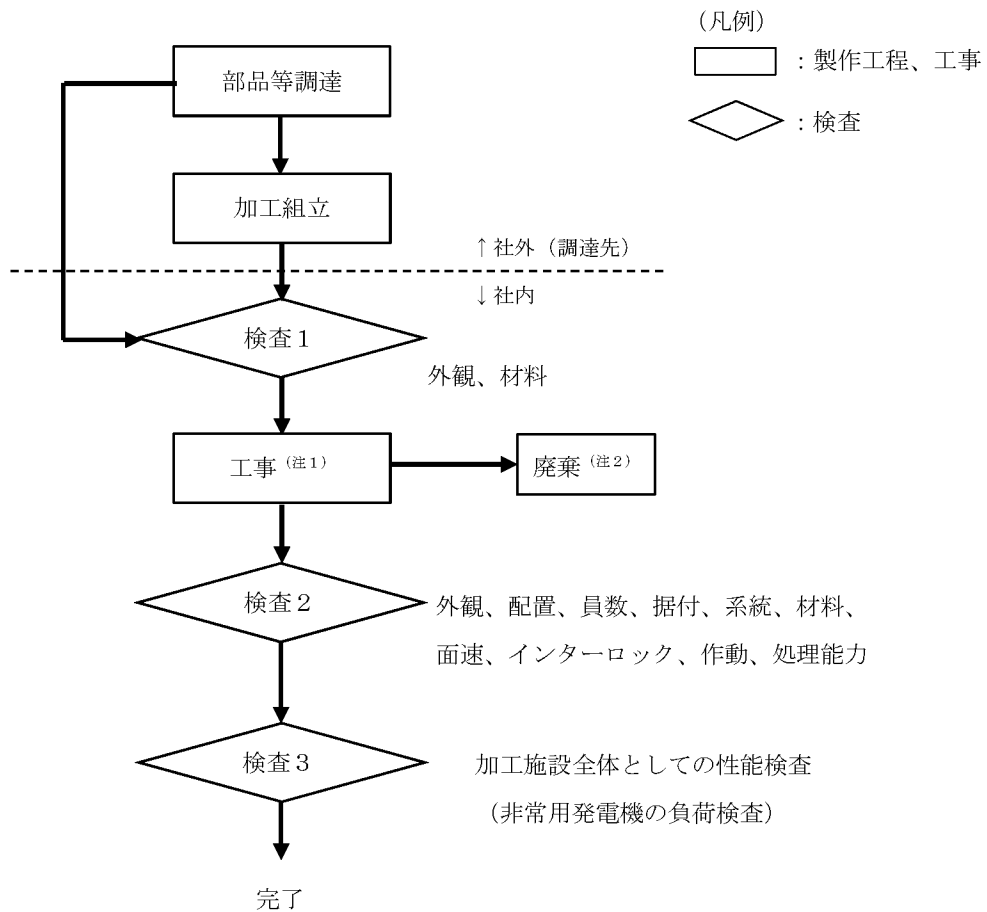 (凡例)
：製作工程、工事
：検査
部品等調達
加工組立
↑社外（調達先）
↓社内
検査１
外観、材料
工事（注１）
廃棄（注２）
検査２
外観、配置、員数、据付、系統、材料、
面速、インターロック、作動、処理能力
検査３
加工施設全体としての性能検査
（非常用発電機の負荷検査）
完了